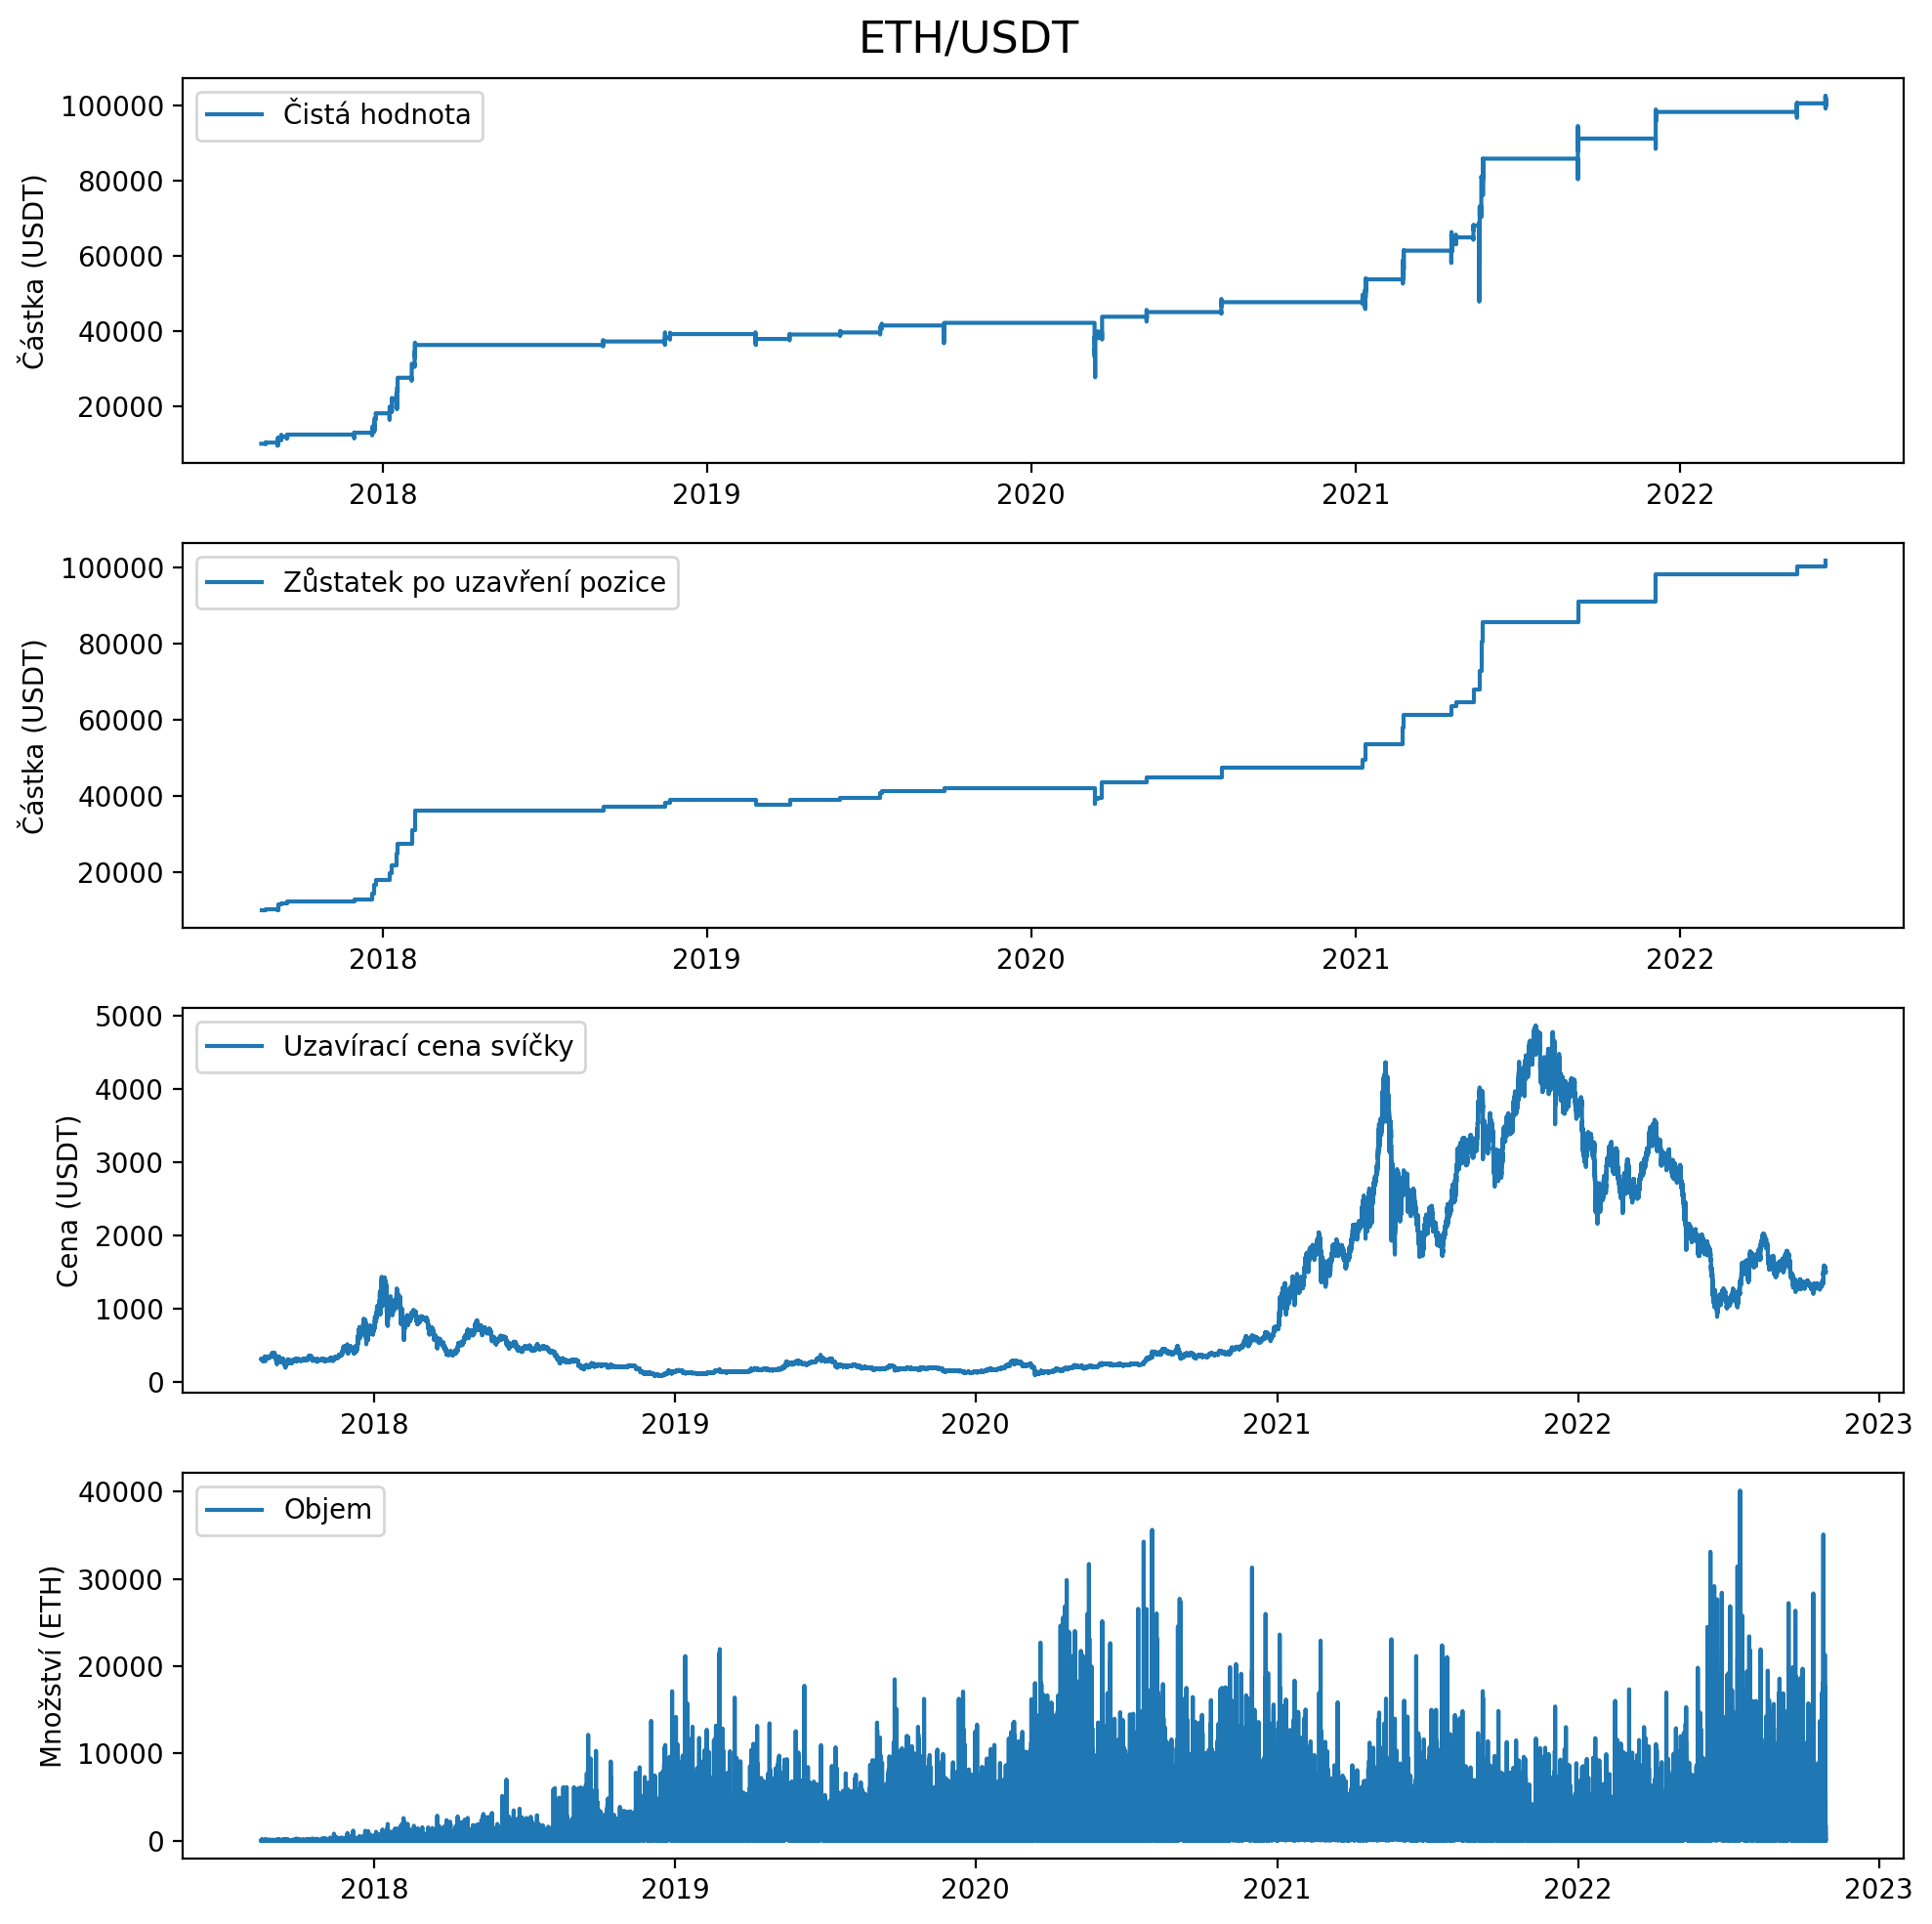 ETH/USDT
Čistá hodnota
Částka (USDT)
100000
80000
60000
40000
20000
2018 2019 2020 2021 2022
Zůstatek po uzavření pozice
Částka (USDT)
100000
80000
60000
40000
20000
2018 2019 2020 2021 2022
Uzavírací cena svíčky
Cena (USDT)
5000
4000
3000
2000
1000
0
2018 2019 2020 2021 2022 2023
Objem
Množství (ETH)
40000
30000
20000
10000
0
2018 2019 2020 2021 2022 2023